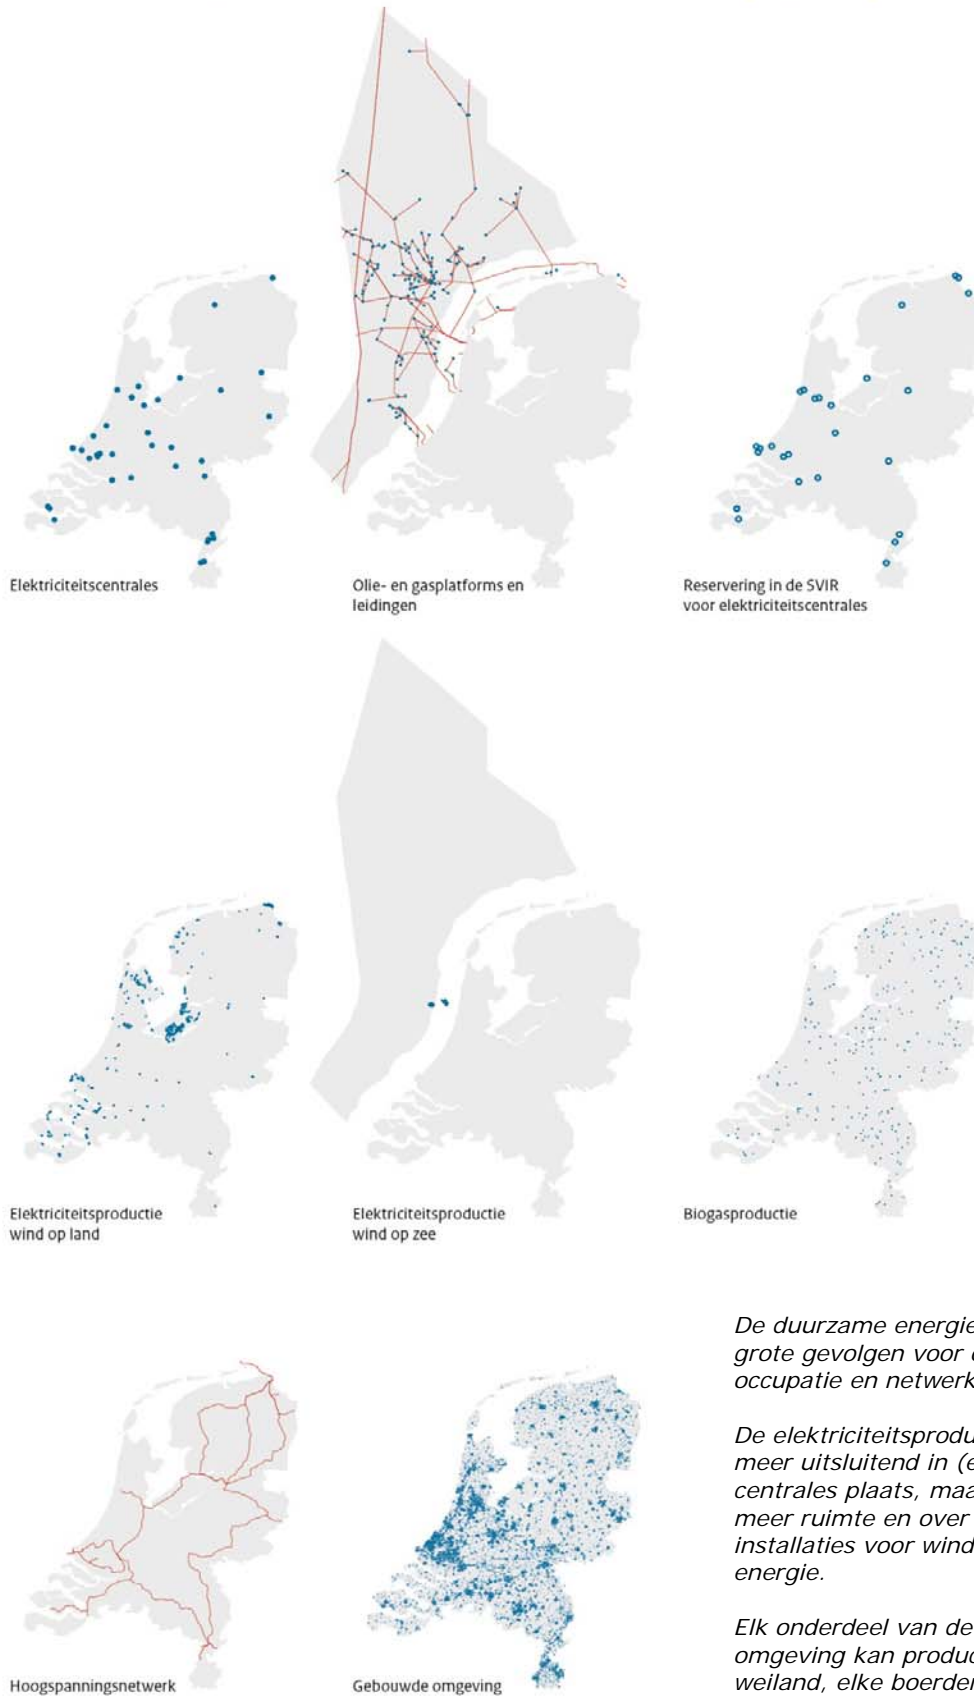 Elektriciteitscentrales
Olie- en gasplatforms en
leidingen
Reservering in de SVIR
voor elektriciteitscentrales
Elektriciteitsproductie
wind op land
Elektriciteitsproductie
wind op zee
Biogasproductie
Hoogspanningsnetwerk
Gebouwde omgeving
De duurzame energie
grote gevolgen voor
occupatie en netwerk
De elektriciteitsprodu
meer uitsluitend in (e
centrales plaats, maa
meer ruimte en over
installaties voor wind
energie.
Elk onderdeel van de
omgeving kan produc
weiland, elke boerder